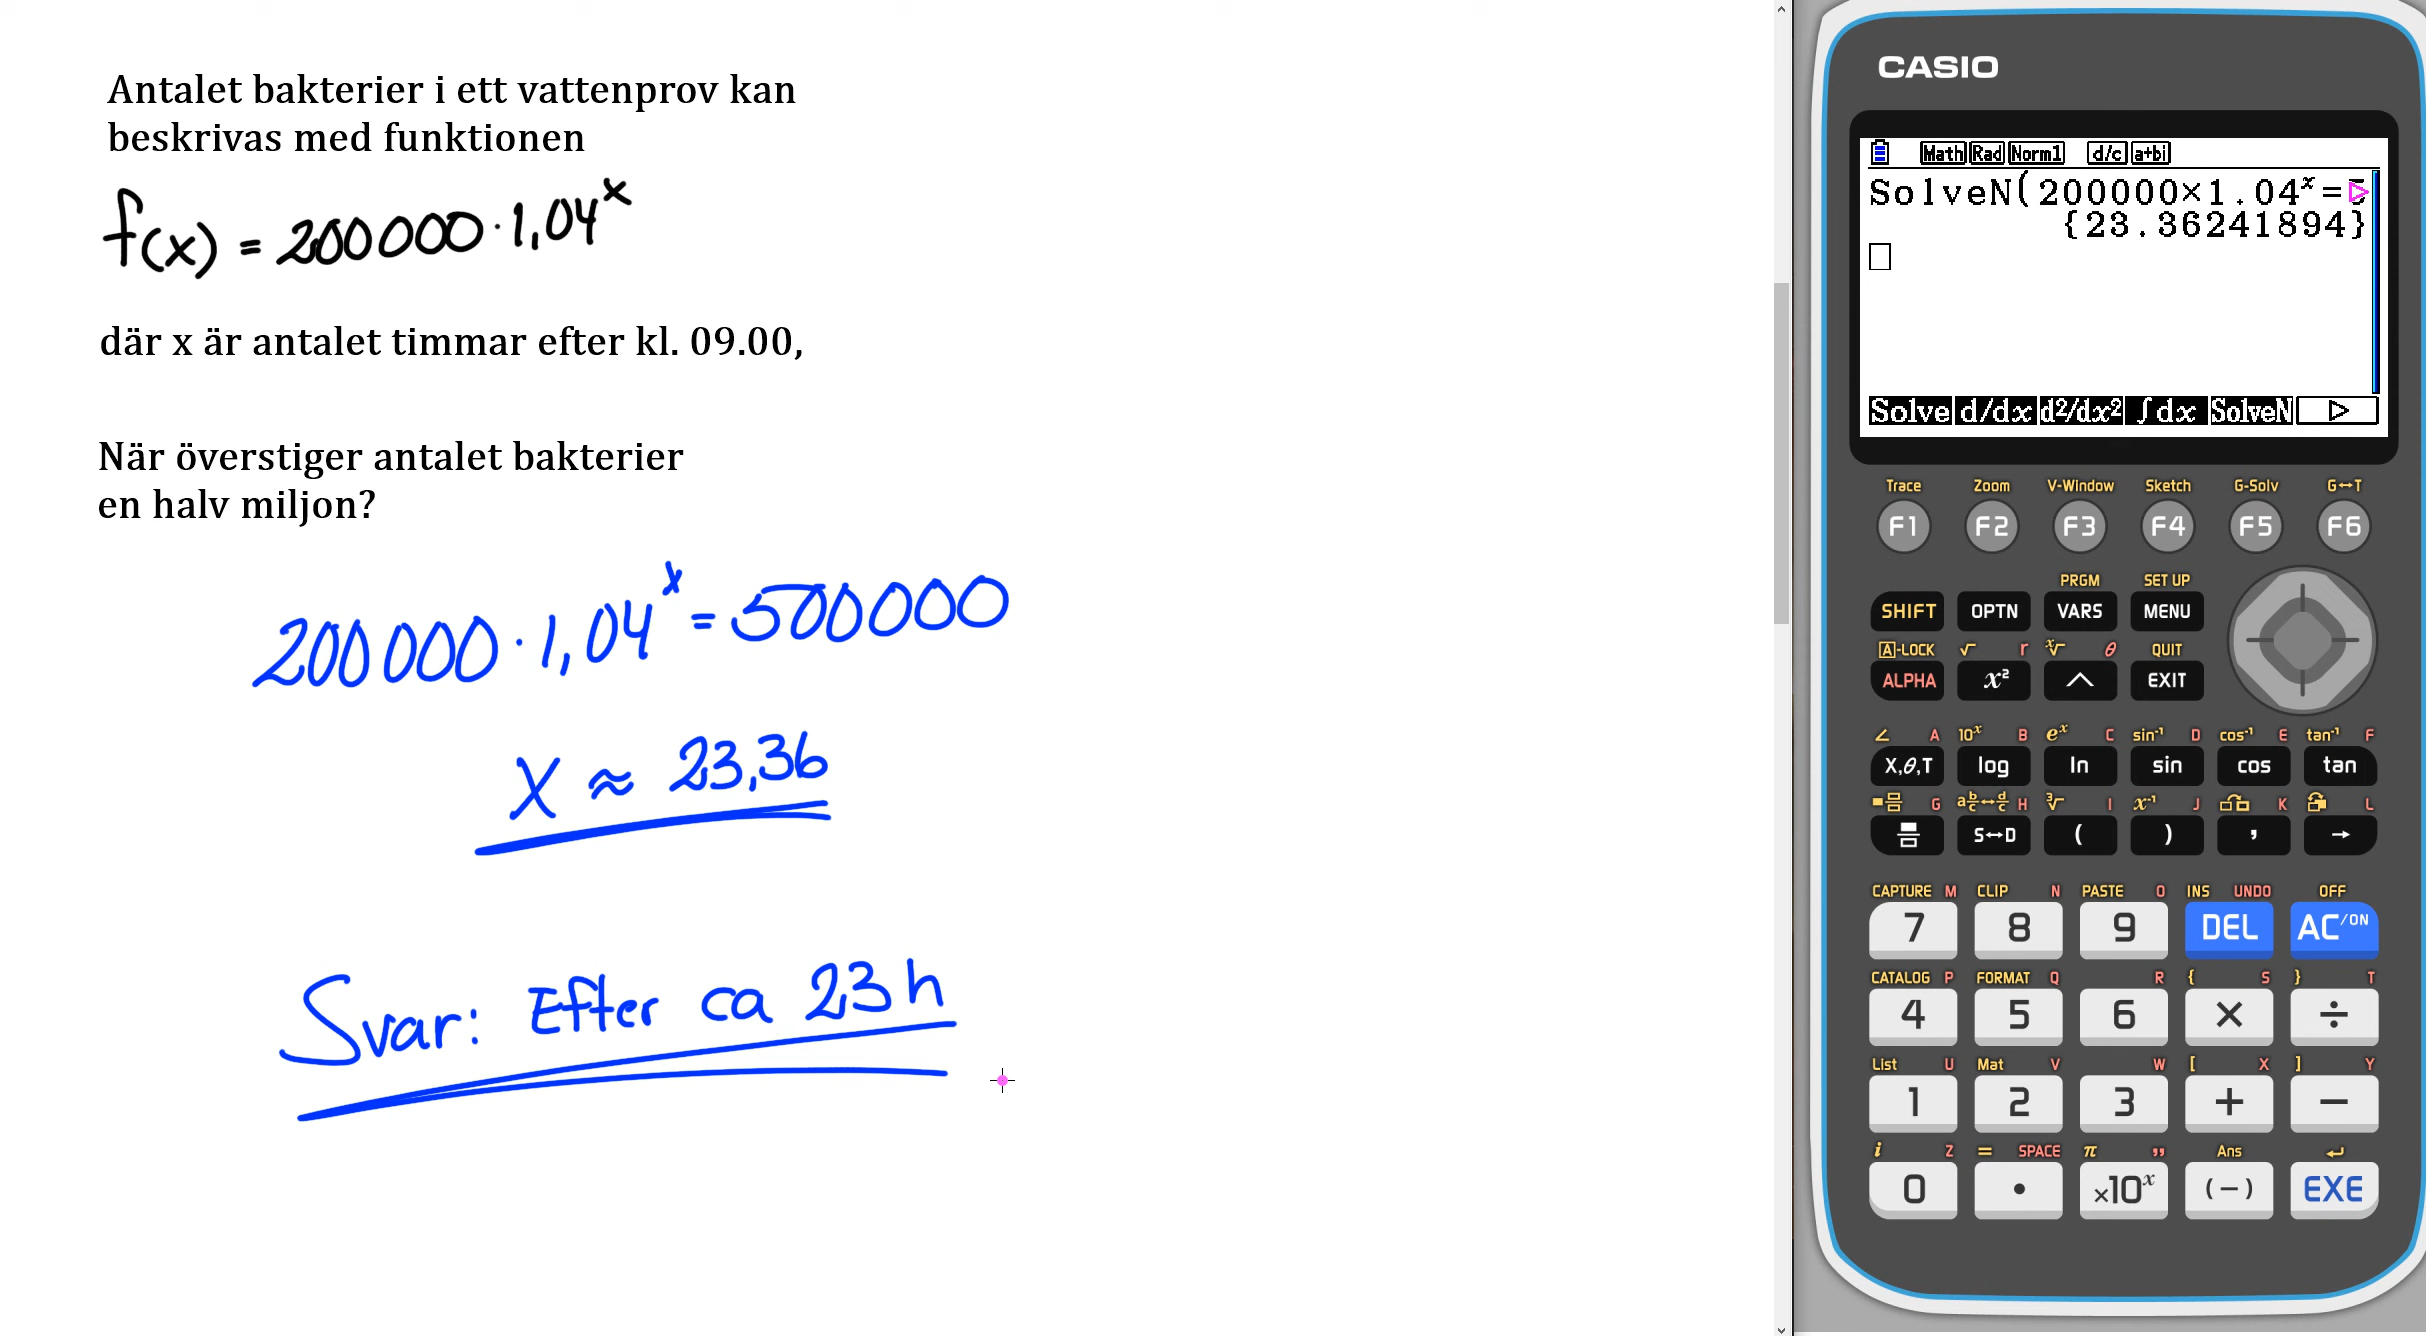 Antalet bakterier i ett vattenprov kan
beskrivas med funktionen
f(x) = 200000 · 1,04^x
där x är antalet timmar efter kl. 09.00,
När överstiger antalet bakterier
en halv miljon?
200000 · 1,04^x = 500000
x ≈ 23,36
Svar: Efter ca 23 h
CASIO
Math Rad Norm1 d/c a+bi
SolveN(200000×1.04^x=
{23.36241894}
Solve d/dx d²/dx² ∫dx SolveN ▷
Trace Zoom V-Window Sketch G-Solv G↔T
F1 F2 F3 F4 F5 F6
PRGM SET UP
SHIFT OPTN VARS MENU
A-LOCK √ r ˣ√ θ QUIT
ALPHA x² ^ EXIT
∠ A 10ˣ B eˣ C sin⁻¹ D cos⁻¹ E tan⁻¹ F
X,θ,T log ln sin cos tan
G a b/c↔d/c H ³√ I x⁻¹ J K L
S↔D ( ) , →
CAPTURE M CLIP N PASTE O INS UNDO OFF
7 8 9 DEL AC/ON
CATALOG P FORMAT Q R { S } T
4 5 6 × ÷
List U Mat V W [ X ] Y
1 2 3 + −
i Z = SPACE π " Ans ↵
0 • ×10ˣ (−) EXE